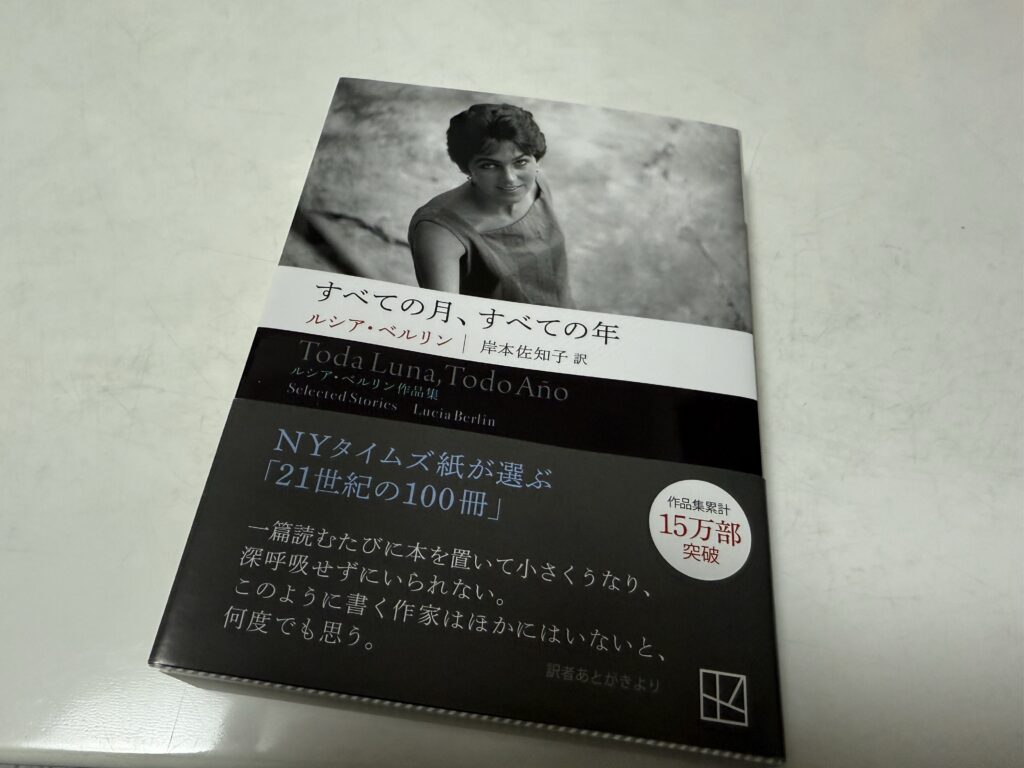 すべての月、すべての年
ルシア・ベルリン｜岸本佐知子 訳
Toda Luna, Todo Año
ルシア・ベルリン作品集
Selected Stories Lucia Berlin
NYタイムズ紙が選ぶ
「21世紀の100冊」
作品集累計
15万部
突破
一篇読むたびに本を置いて小さくうなり、
深呼吸せずにいられない。
このように書く作家はほかにはいないと、
何度でも思う。
訳者あとがきより